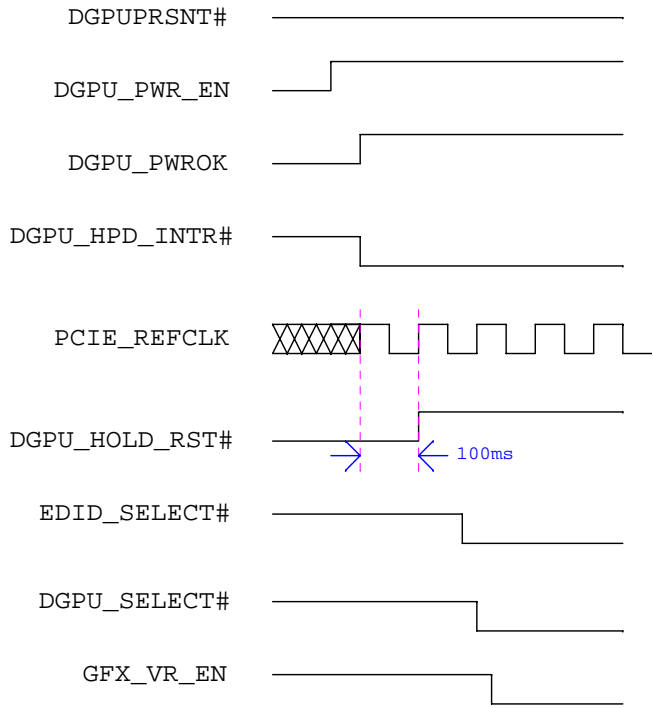 DGPUPRSNT#
DGPU_PWR_EN
DGPU_PWROK
DGPU_HPD_INTR#
PCIE_REFCLK
DGPU_HOLD_RST#
100ms
EDID_SELECT#
DGPU_SELECT#
GFX_VR_EN